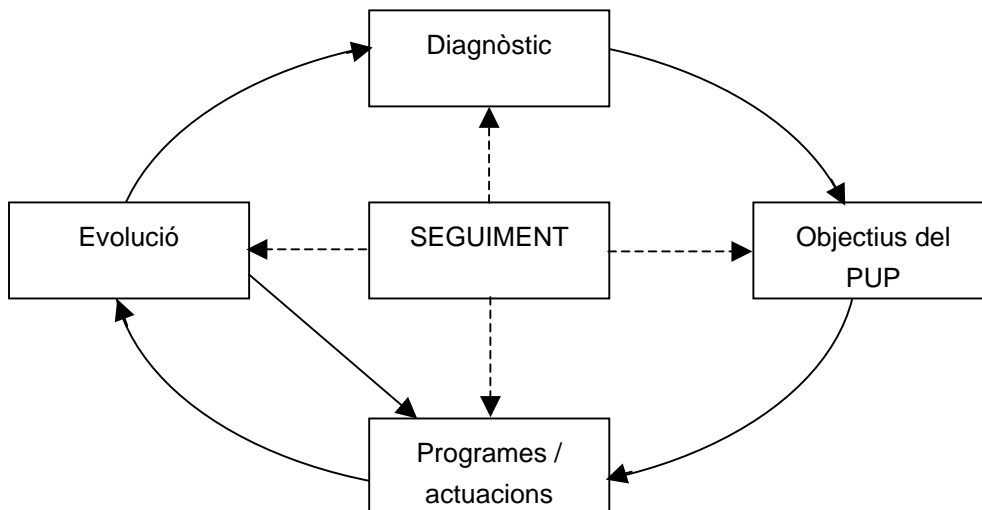 Diagnòstic
Evolució
SEGUIMENT
Objectius del
PUP
Programes /
actuacions